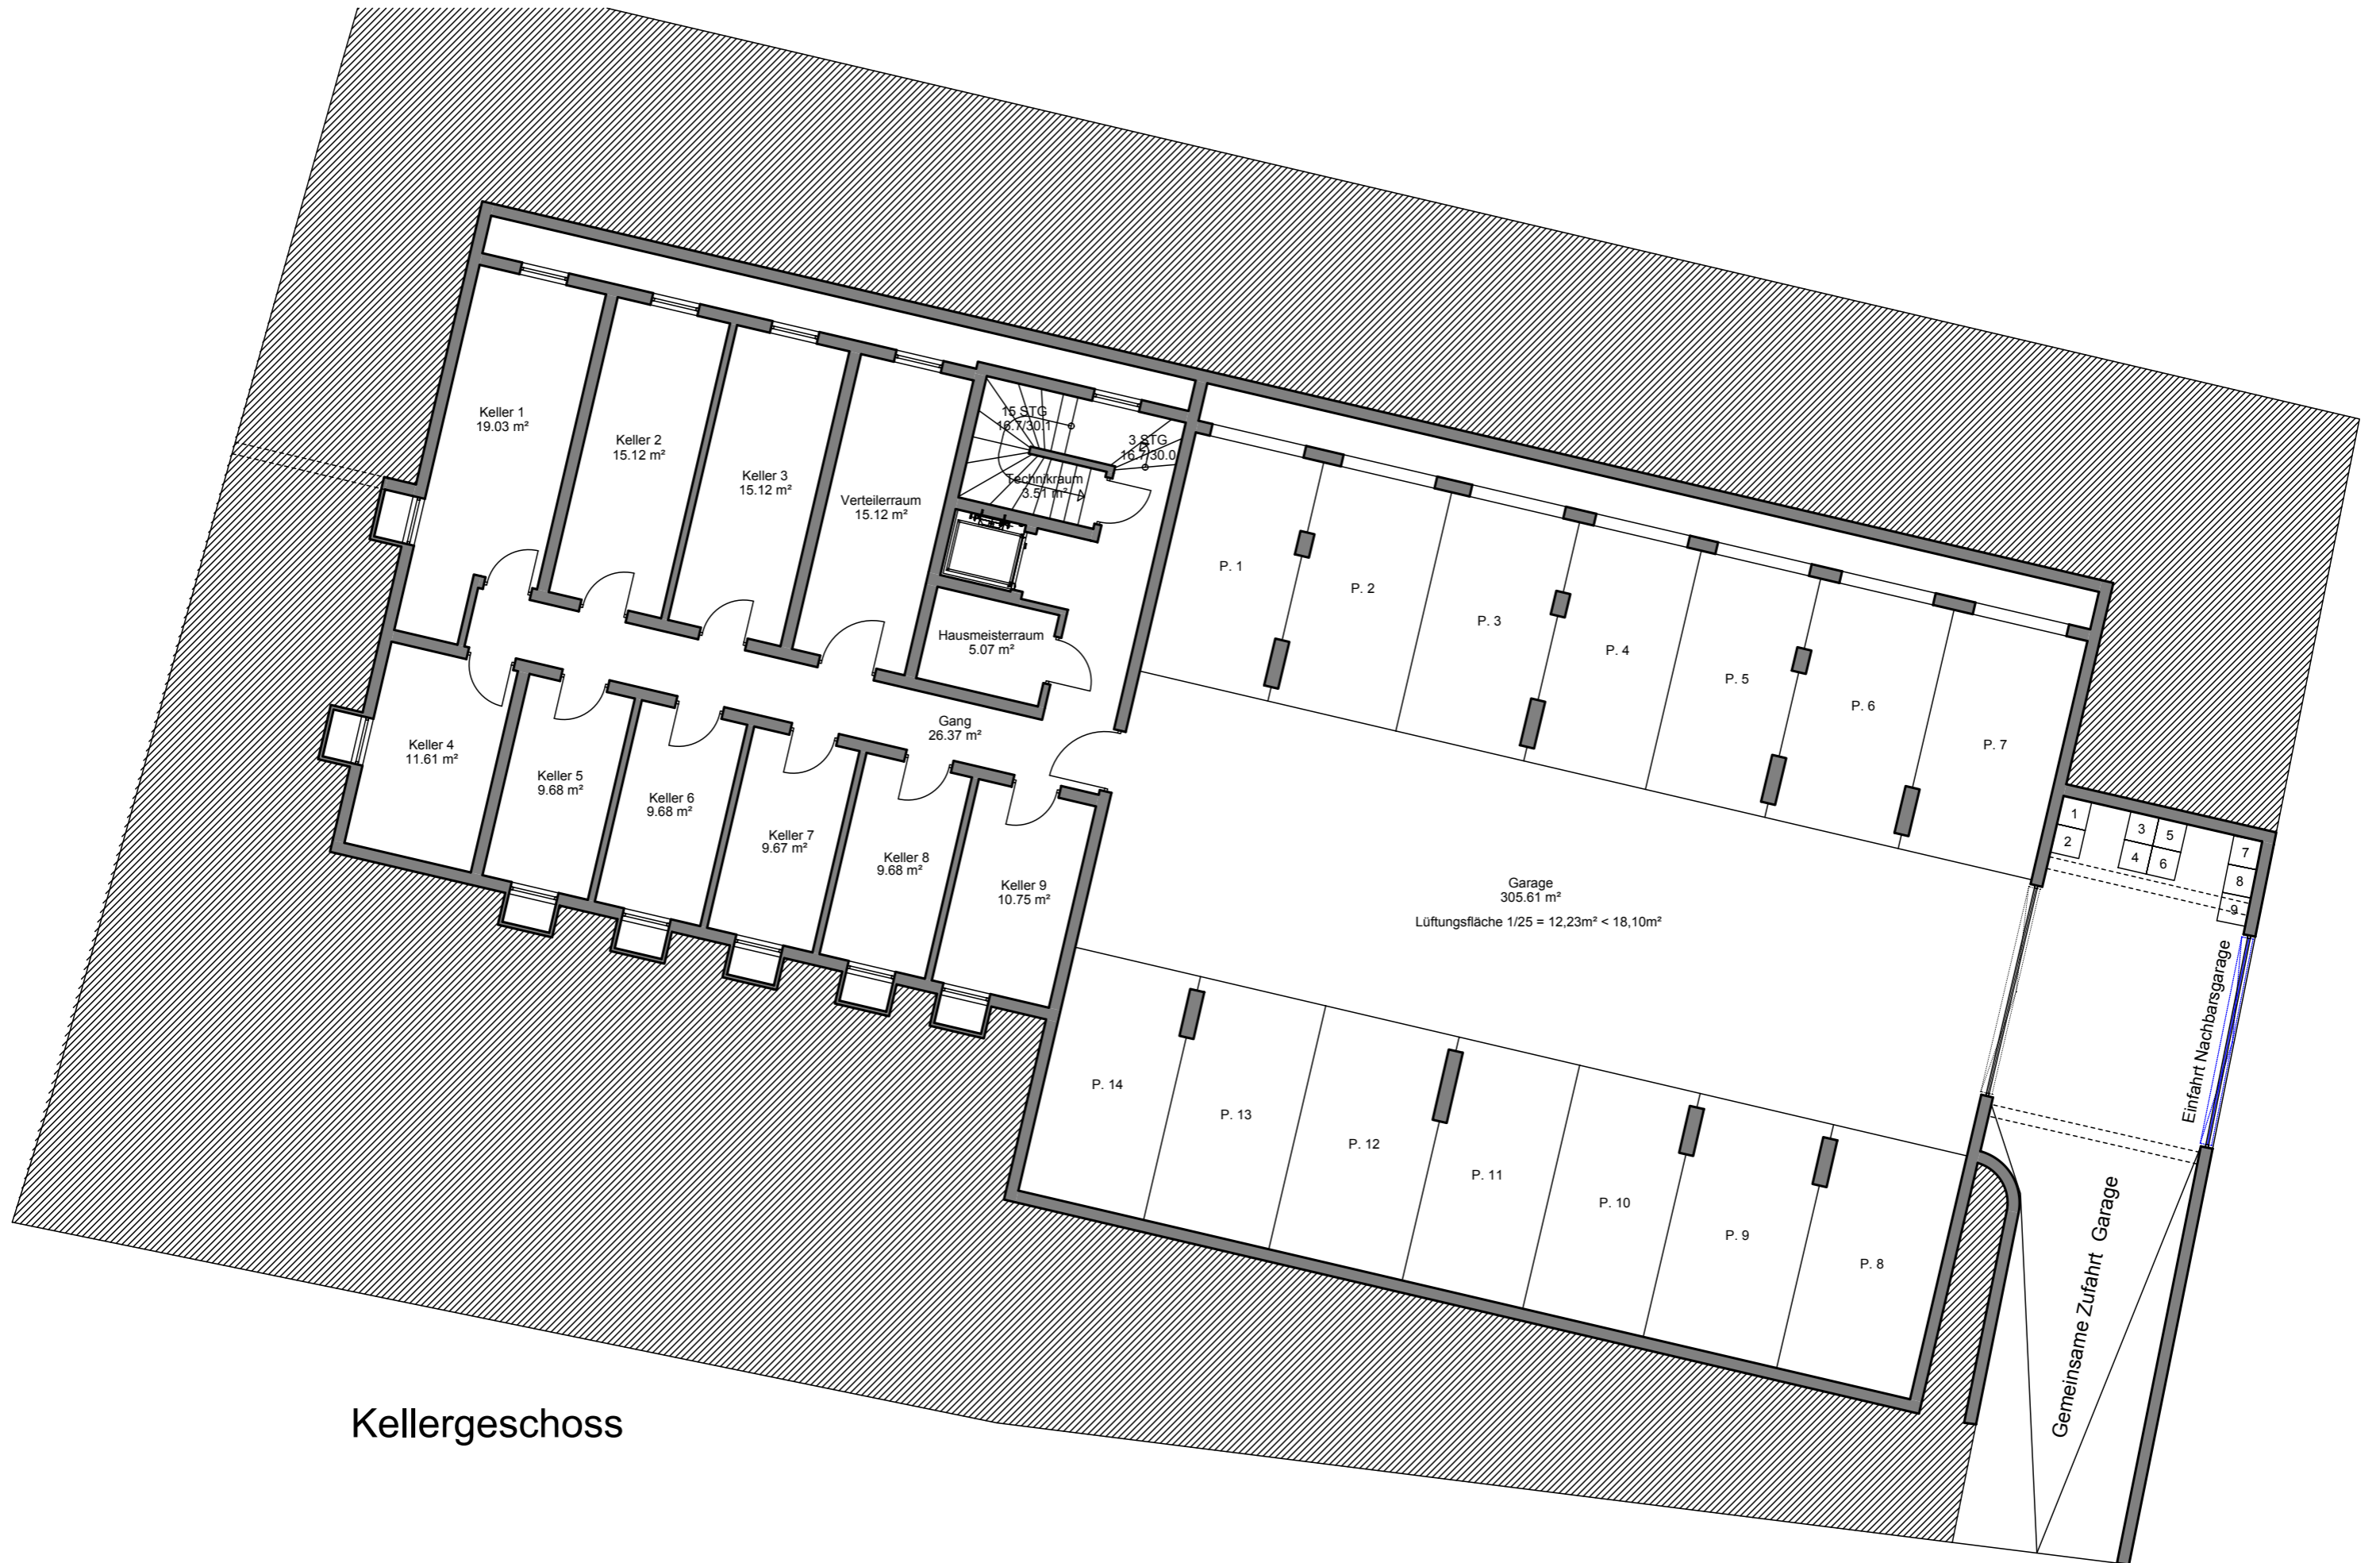 Keller 1
19.03 m²
Keller 2
15.12 m²
Keller 3
15.12 m²
Verteilerraum
15.12 m²
15 STG
16.7/30.1
3 STG
16.7/30.0
Technikraum
3.51 m²
Hausmeisterraum
5.07 m²
Gang
26.37 m²
Keller 4
11.61 m²
Keller 5
9.68 m²
Keller 6
9.68 m²
Keller 7
9.67 m²
Keller 8
9.68 m²
Keller 9
10.75 m²
P. 1
P. 2
P. 3
P. 4
P. 5
P. 6
P. 7
Garage
305.61 m²
Lüftungsfläche 1/25 = 12,23m² < 18,10m²
P. 14
P. 13
P. 12
P. 11
P. 10
P. 9
P. 8
1
2
3
5
4
6
7
8
9
Einfahrt Nachbarsgarage
Gemeinsame Zufahrt Garage
Kellergeschoss